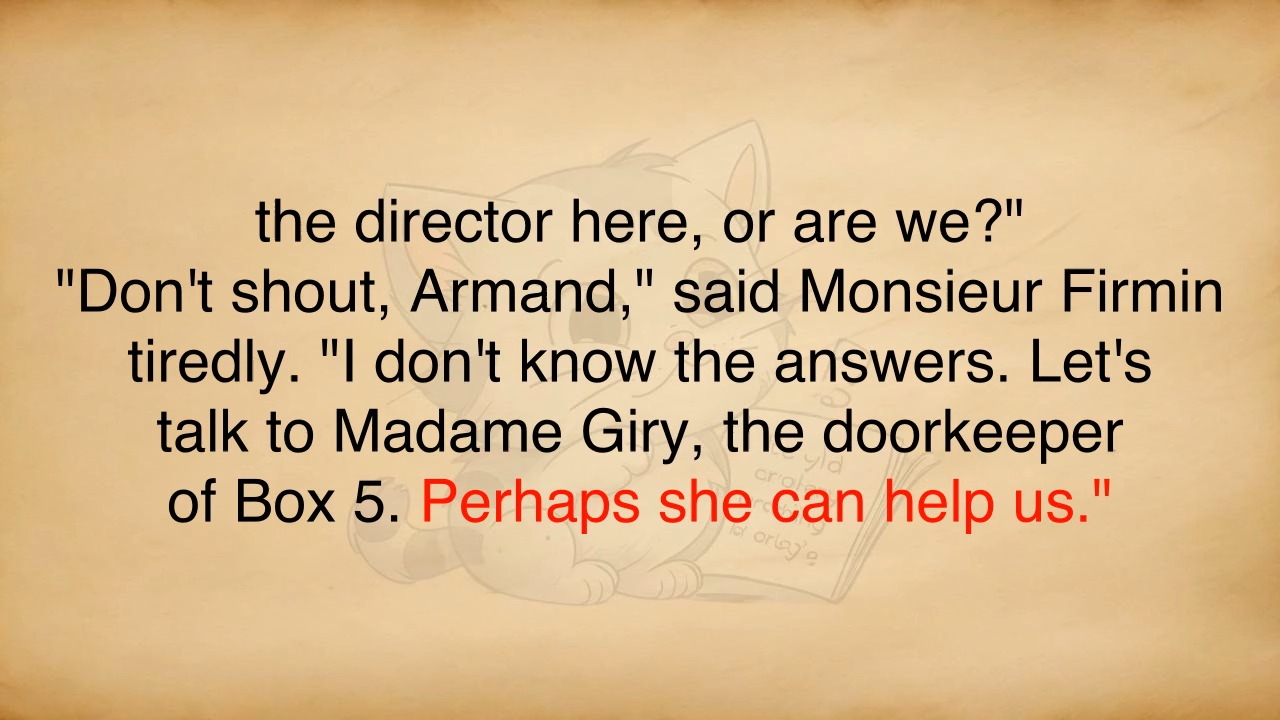 the director here, or are we?"
"Don't shout, Armand," said Monsieur Firmin
tiredly. "I don't know the answers. Let's
talk to Madame Giry, the doorkeeper
of Box 5. Perhaps she can help us."